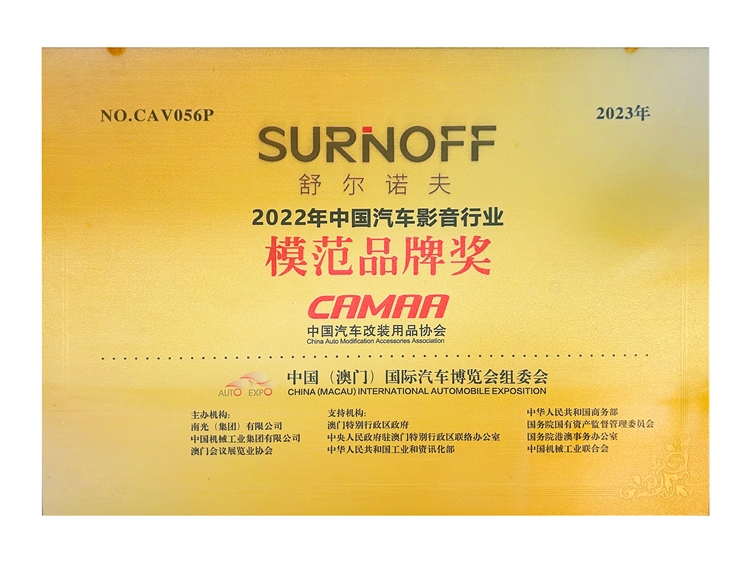 NO.CAV056P
2023年
SURNOFF
舒尔诺夫
2022年中国汽车影音行业
模范品牌奖
CAMAA
中国汽车改装用品协会
China Auto Modification Accessories Association
AUTO EXPO
中国（澳门）国际汽车博览会组委会
CHINA (MACAU) INTERNATIONAL AUTOMOBILE EXPOSITION
主办机构:
南光（集团）有限公司
中国机械工业集团有限公司
澳门会议展览业协会
支持机构:
澳门特别行政区政府
中央人民政府驻澳门特别行政区联络办公室
中华人民共和国工业和资讯化部
中华人民共和国商务部
国务院国有资产监督管理委员会
国务院港澳事务办公室
中国机械工业联合会